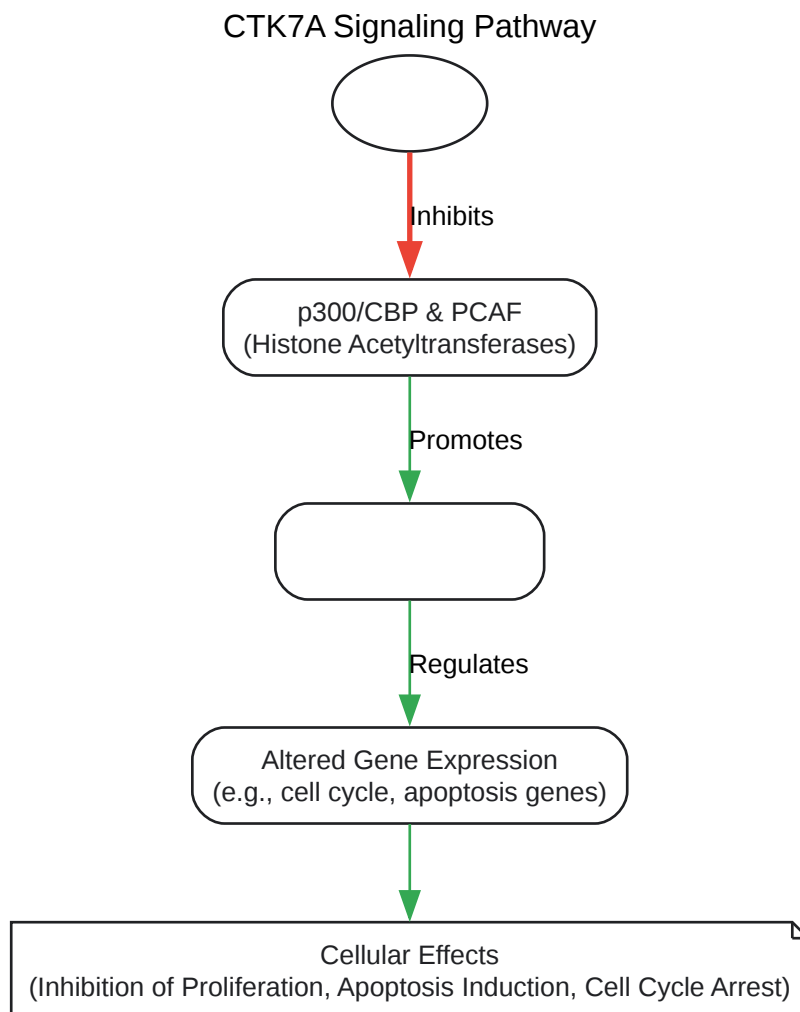 CTK7A Signaling Pathway
Inhibits
p300/CBP & PCAF
(Histone Acetyltransferases)
Promotes
Regulates
Altered Gene Expression
(e.g., cell cycle, apoptosis genes)
Cellular Effects
(Inhibition of Proliferation, Apoptosis Induction, Cell Cycle Arrest)